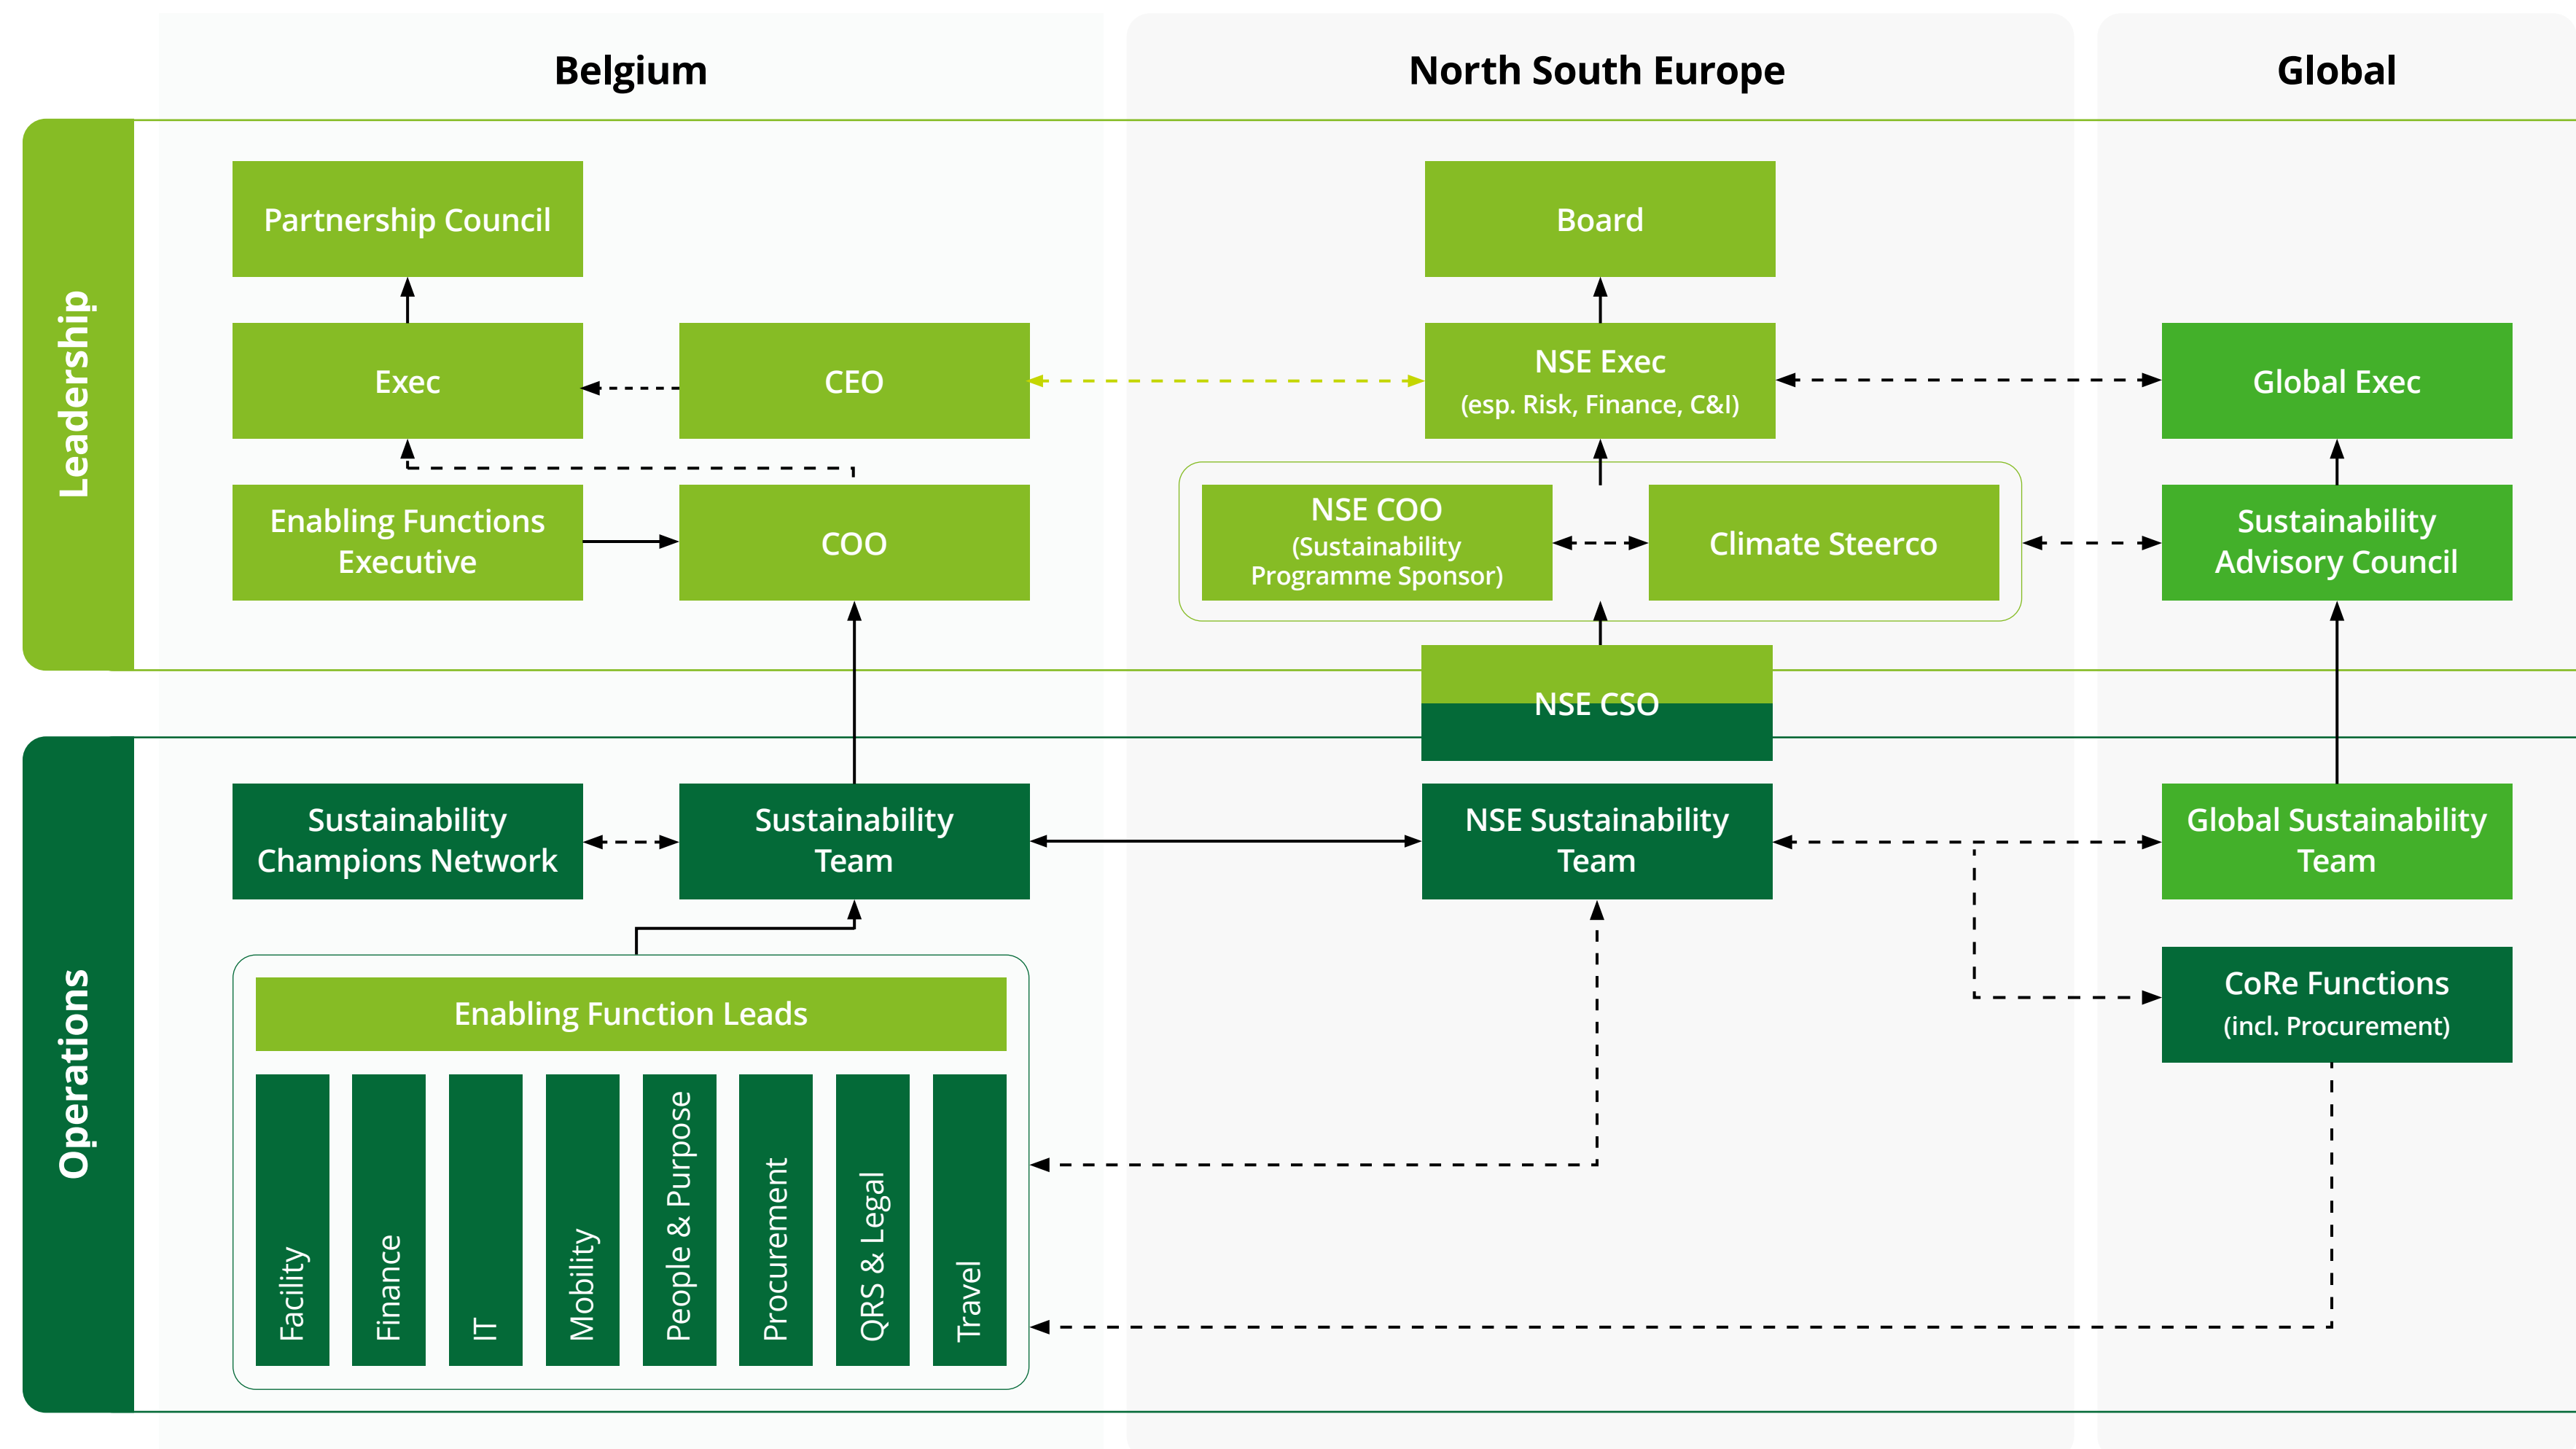 Belgium
North South Europe
Global
Leadership
Partnership Council
Board
Exec
CEO
NSE Exec
(esp. Risk, Finance, C&I)
Global Exec
Enabling Functions
Executive
COO
NSE COO
(Sustainability
Programme Sponsor)
Climate Steerco
Sustainability
Advisory Council
NSE CSO
Operations
Sustainability
Champions Network
Sustainability
Team
NSE Sustainability
Team
Global Sustainability
Team
CoRe Functions
(incl. Procurement)
Enabling Function Leads
Facility
Finance
IT
Mobility
People & Purpose
Procurement
QRS & Legal
Travel